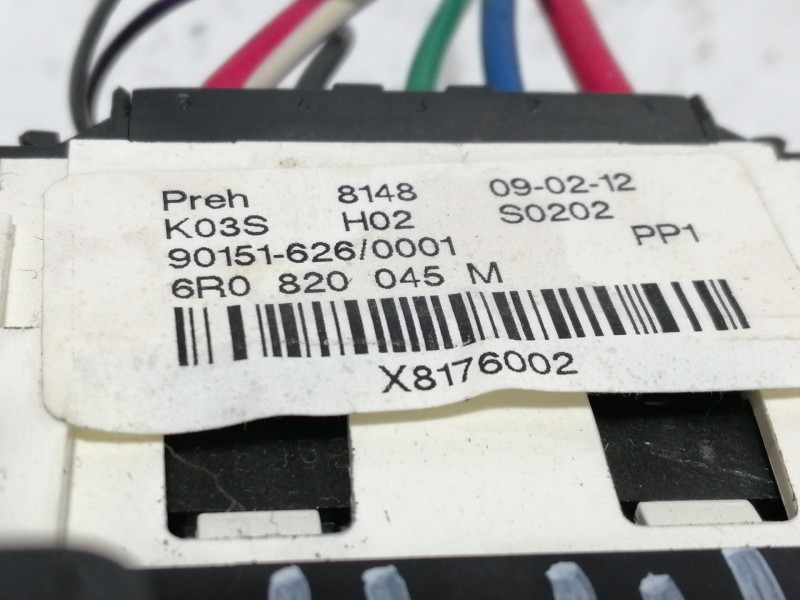 Preh 8148 09-02-12
K03S H02 S0202
90151-626/0001 PP1
6R0 820 045 M
X8176002